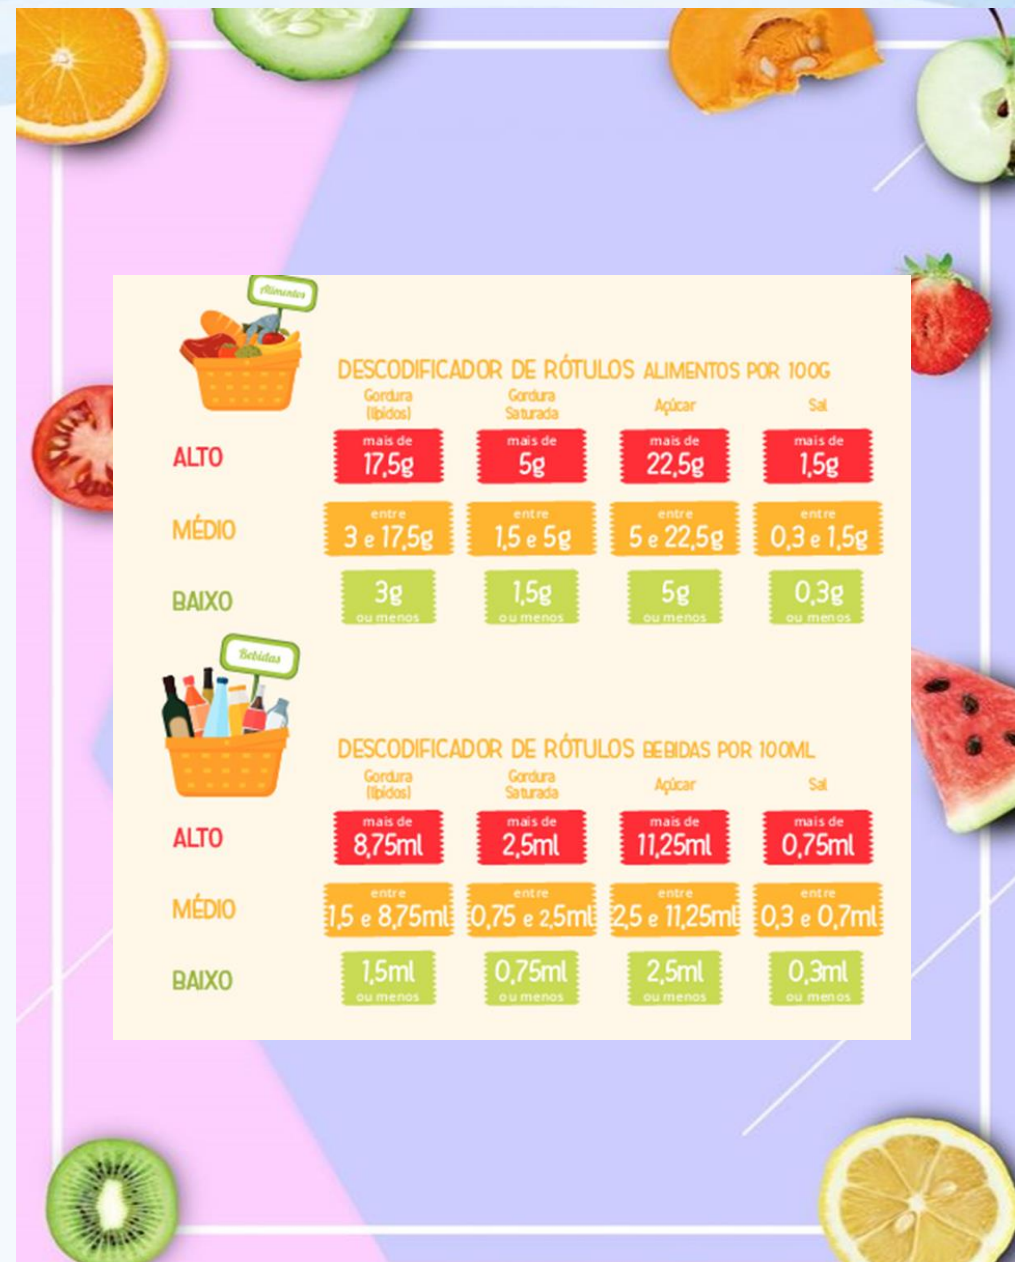 Alimentos
DESCODIFICADOR DE RÓTULOS ALIMENTOS POR 100G
Gordura (lípidos) Gordura Saturada Açúcar Sal
ALTO
mais de 17,5g
mais de 5g
mais de 22,5g
mais de 1,5g
MÉDIO
entre 3 e 17,5g
entre 1,5 e 5g
entre 5 e 22,5g
entre 0,3 e 1,5g
BAIXO
3g ou menos
1,5g ou menos
5g ou menos
0,3g ou menos
Bebidas
DESCODIFICADOR DE RÓTULOS BEBIDAS POR 100ML
Gordura (lípidos) Gordura Saturada Açúcar Sal
ALTO
mais de 8,75ml
mais de 2,5ml
mais de 11,25ml
mais de 0,75ml
MÉDIO
entre 1,5 e 8,75ml
entre 0,75 e 2,5ml
entre 2,5 e 11,25ml
entre 0,3 e 0,7ml
BAIXO
1,5ml ou menos
0,75ml ou menos
2,5ml ou menos
0,3ml ou menos